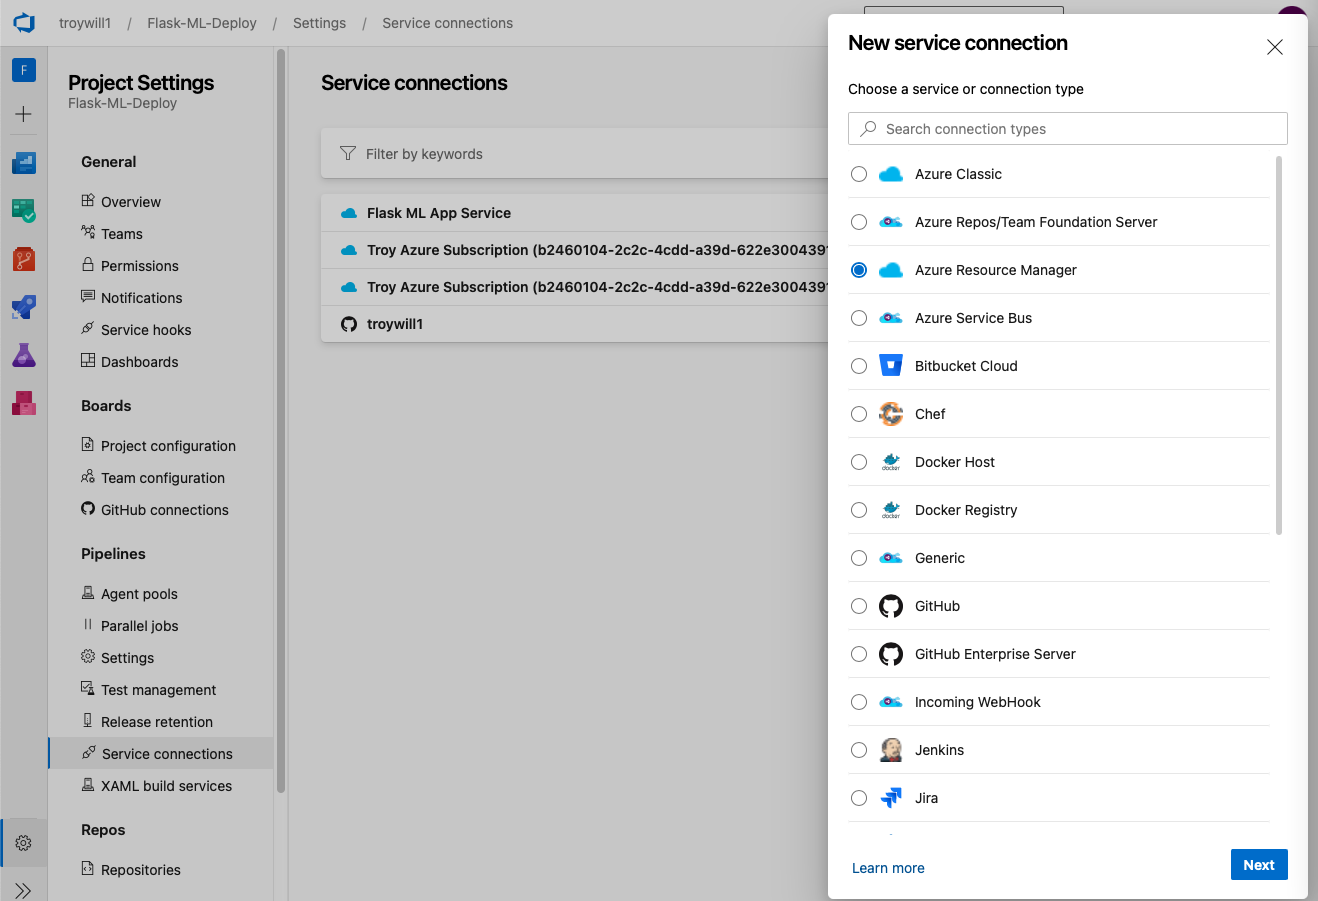 troywill1 / Flask-ML-Deploy / Settings / Service connections
F
Project Settings
Flask-ML-Deploy
General
Overview
Teams
Permissions
Notifications
Service hooks
Dashboards
Boards
Project configuration
Team configuration
GitHub connections
Pipelines
Agent pools
Parallel jobs
Settings
Test management
Release retention
Service connections
XAML build services
Repos
Repositories
Service connections
Filter by keywords
Flask ML App Service
Troy Azure Subscription (b2460104-2c2c-4cdd-a39d-622e3004391
Troy Azure Subscription (b2460104-2c2c-4cdd-a39d-622e3004391
troywill1
New service connection
Choose a service or connection type
Search connection types
Azure Classic
Azure Repos/Team Foundation Server
Azure Resource Manager
Azure Service Bus
Bitbucket Cloud
Chef
docker Docker Host
docker Docker Registry
Generic
GitHub
GitHub Enterprise Server
Incoming WebHook
Jenkins
Jira
Learn more
Next